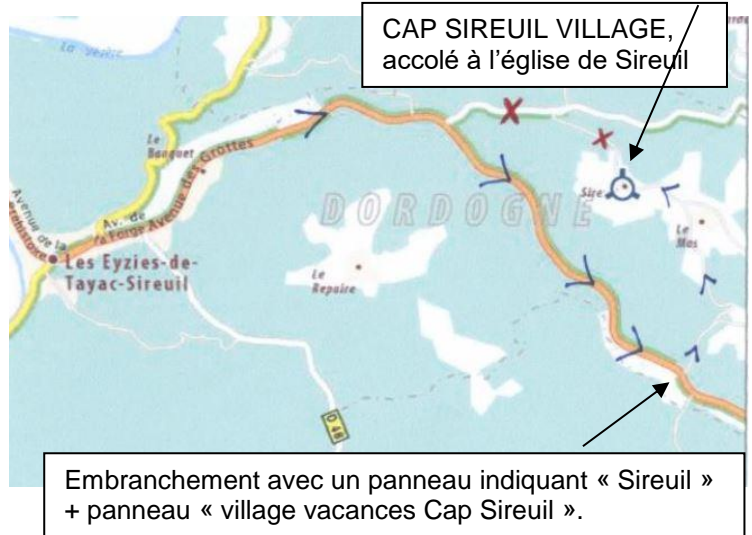 CAP SIREUIL VILLAGE,
accolé à l'église de Sireuil
La Vézère
Le
Banquet
Avenue des Grottes
Av. de
la Forge
Avenue de la
Préhistoire
Les Eyzies-de-
Tayac-Sireuil
DORDOGNE
Sire
Le
Mas
Le
Repaire
D 48
Embranchement avec un panneau indiquant « Sireuil »
+ panneau « village vacances Cap Sireuil ».